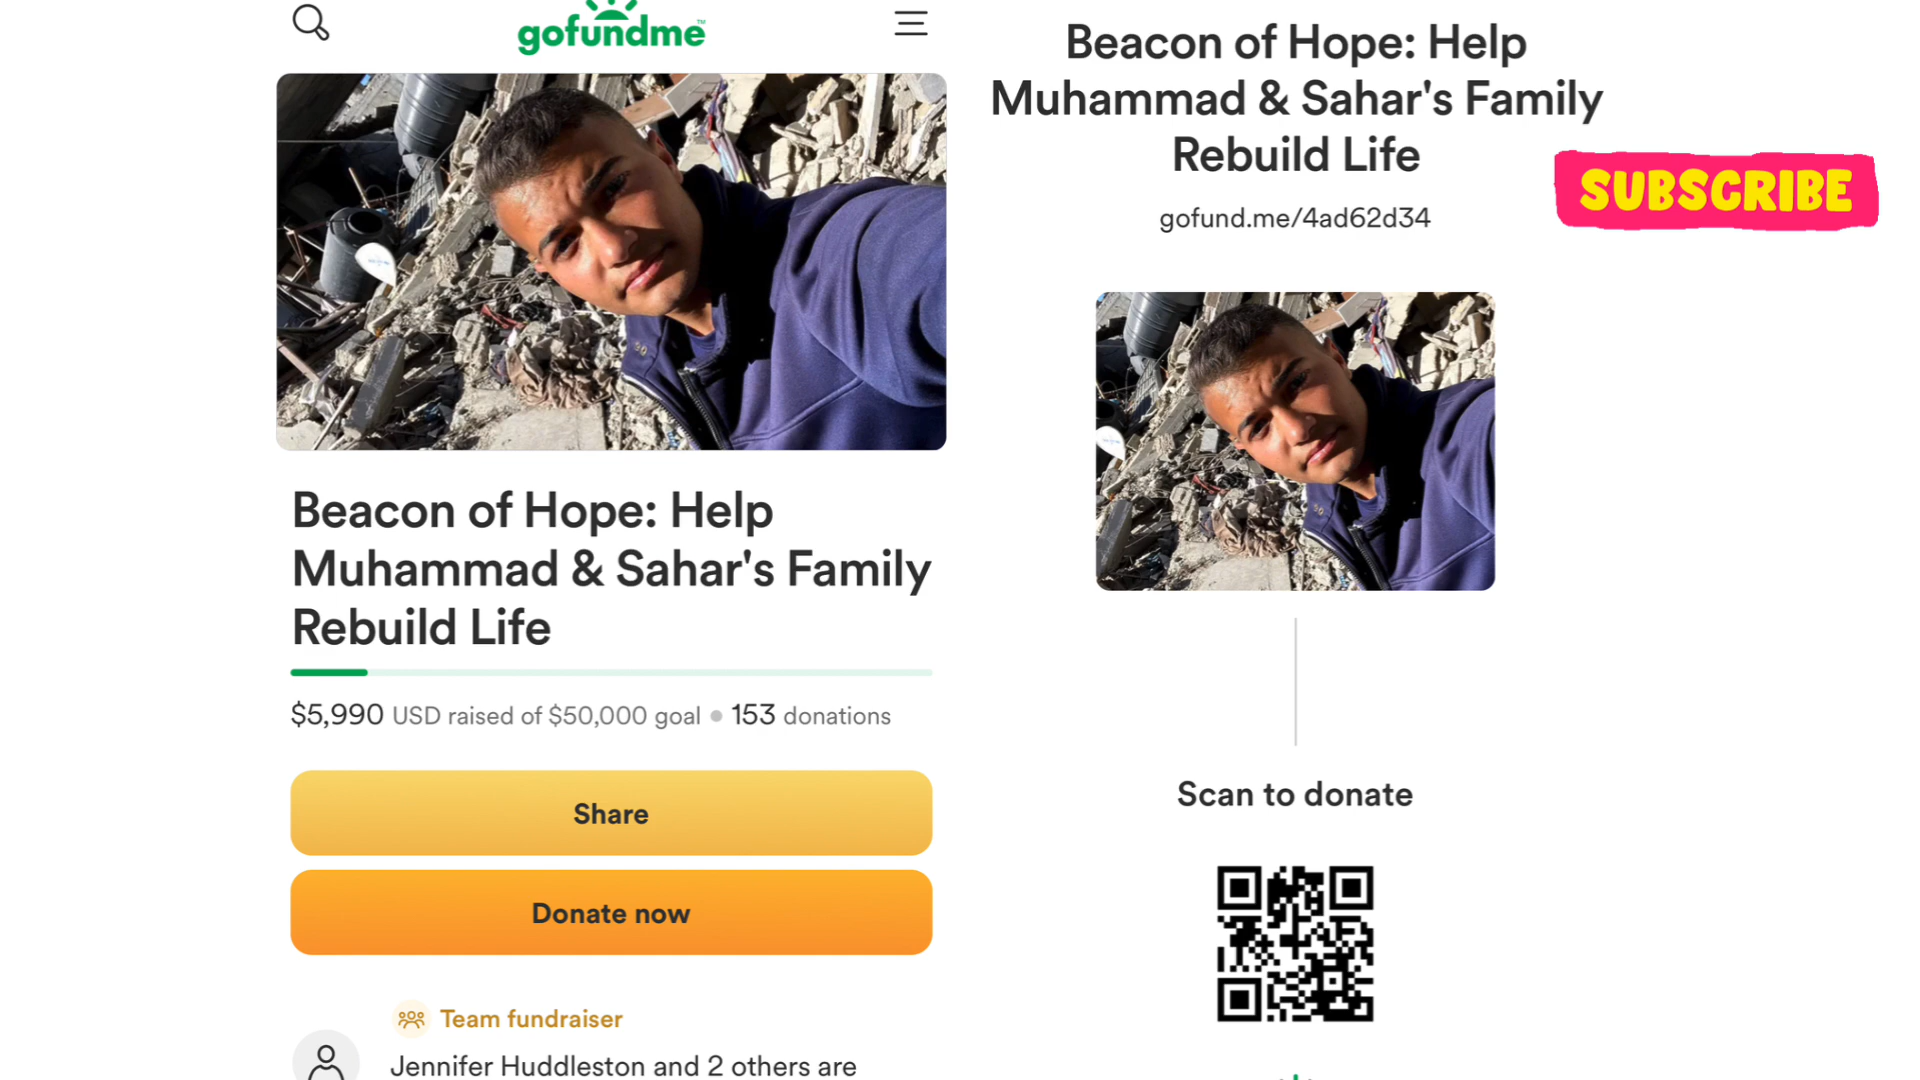 gofundme™
Beacon of Hope: Help
Muhammad & Sahar's Family
Rebuild Life
$5,990 USD raised of $50,000 goal • 153 donations
Share
Donate now
Team fundraiser
Jennifer Huddleston and 2 others are
Beacon of Hope: Help
Muhammad & Sahar's Family
Rebuild Life
gofund.me/4ad62d34
Scan to donate
SUBSCRIBE